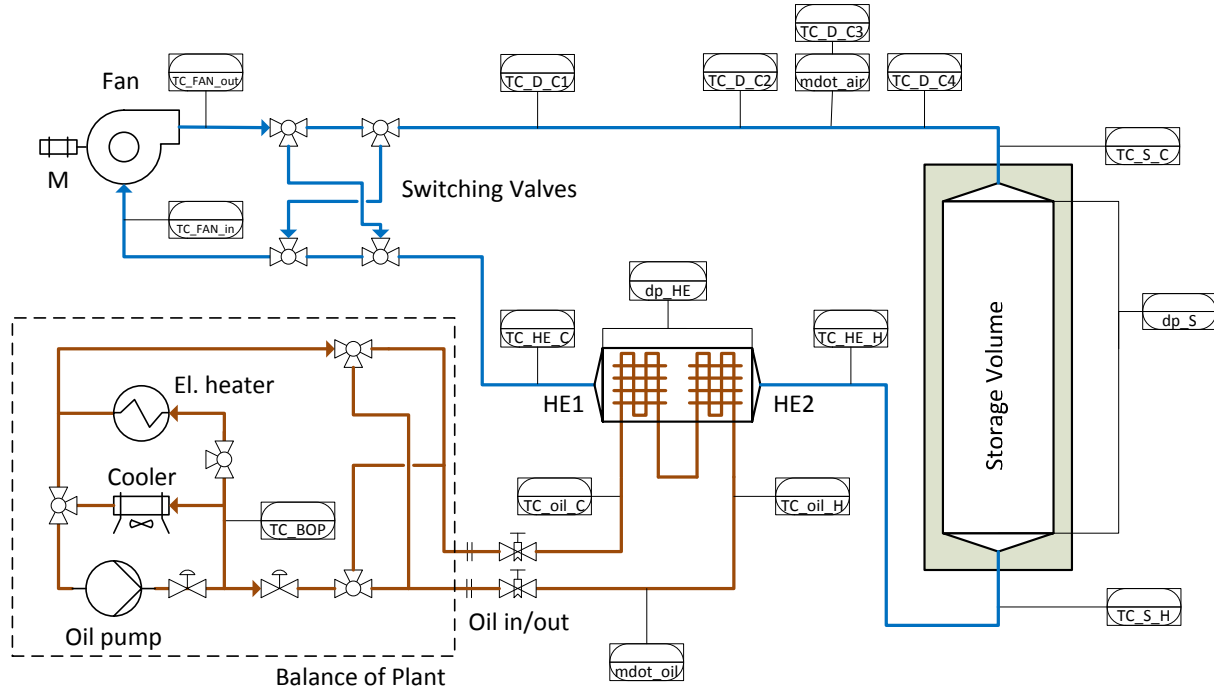 TC_D_C3
Fan
TC_FAN_out
TC_D_C1
TC_D_C2
mdot_air
TC_D_C4
M
TC_S_C
Switching Valves
TC_FAN_in
dp_HE
dp_S
TC_HE_C
TC_HE_H
Storage Volume
El. heater
HE1
HE2
Cooler
TC_oil_C
TC_oil_H
TC_BOP
Oil pump
Oil in/out
TC_S_H
Balance of Plant
mdot_oil